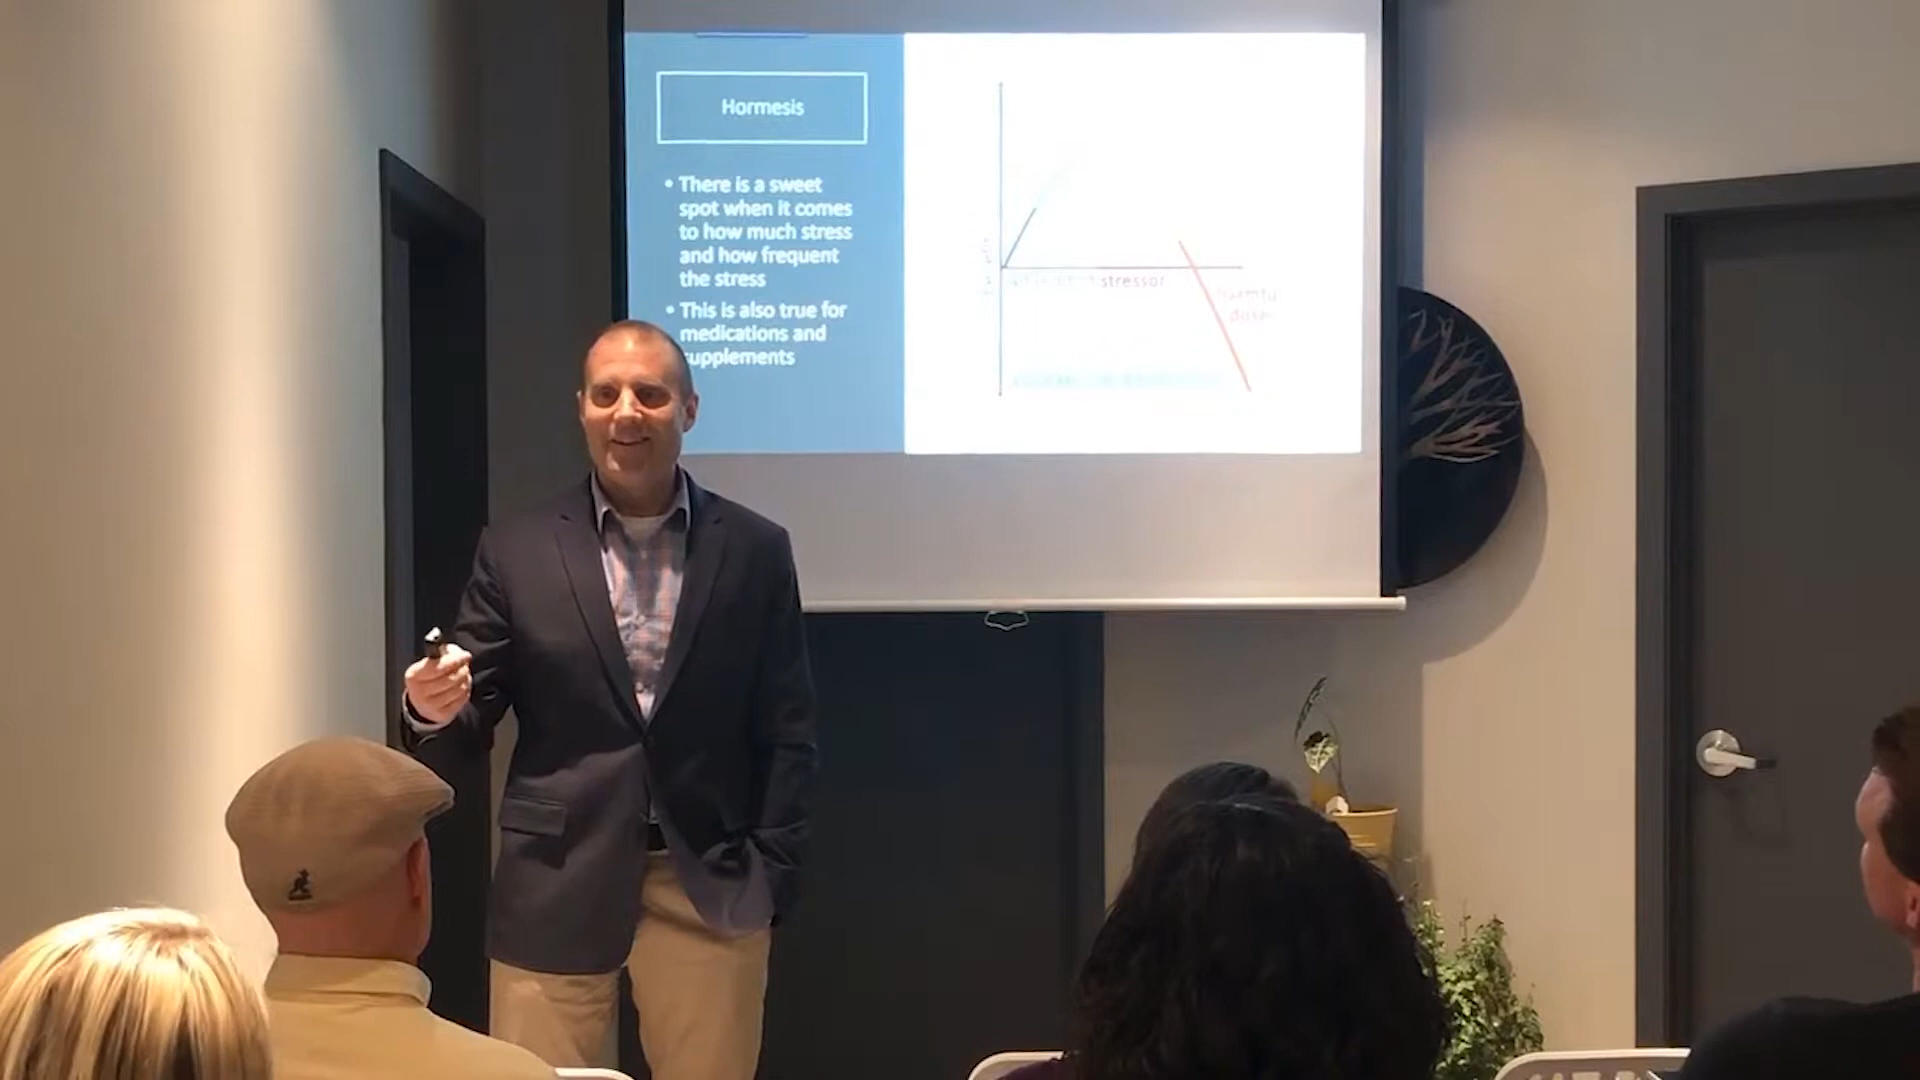 Hormesis
• There is a sweet
spot when it comes
to how much stress
and how frequent
the stress
• This is also true for
medications and
supplements
stressor
harmful